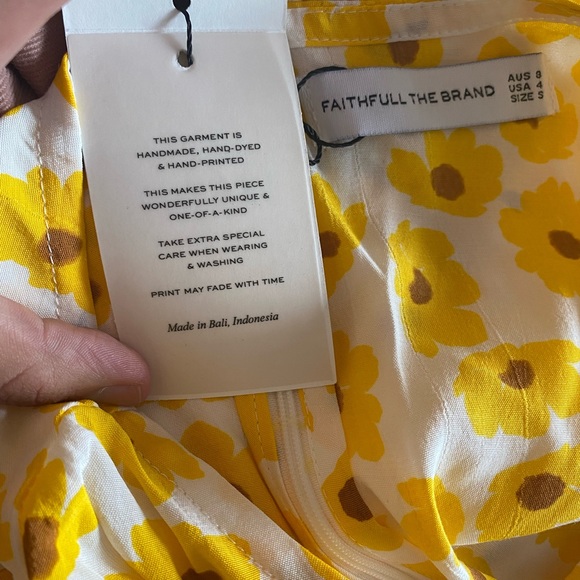 THIS GARMENT IS
HANDMADE, HAND-DYED
& HAND-PRINTED
THIS MAKES THIS PIECE
WONDERFULLY UNIQUE &
ONE-OF-A-KIND
TAKE EXTRA SPECIAL
CARE WHEN WEARING
& WASHING
PRINT MAY FADE WITH TIME
Made in Bali, Indonesia
FAITHFULL THE BRAND
AUS 8
USA 4
SIZE S